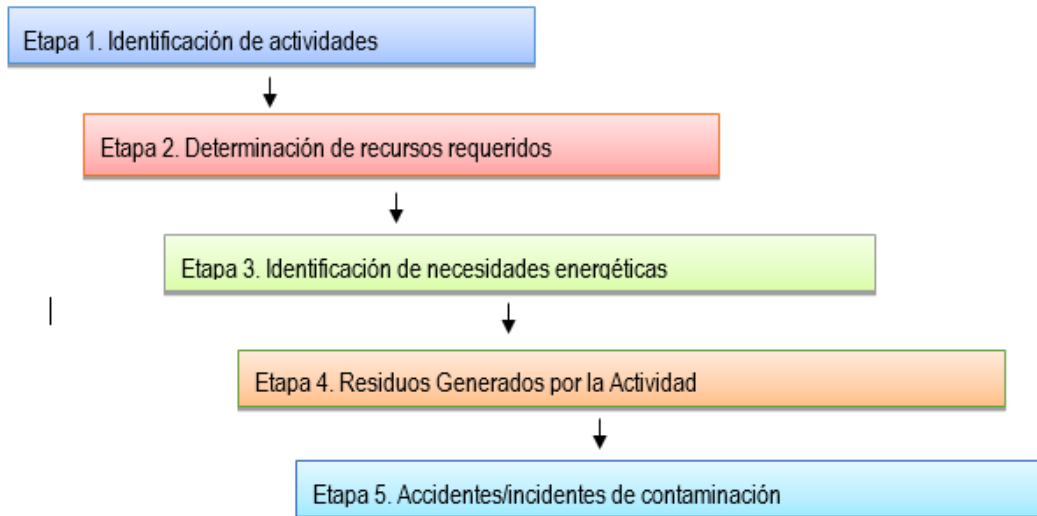 Etapa 1. Identificación de actividades
Etapa 2. Determinación de recursos requeridos
Etapa 3. Identificación de necesidades energéticas
Etapa 4. Residuos Generados por la Actividad
Etapa 5. Accidentes/incidentes de contaminación